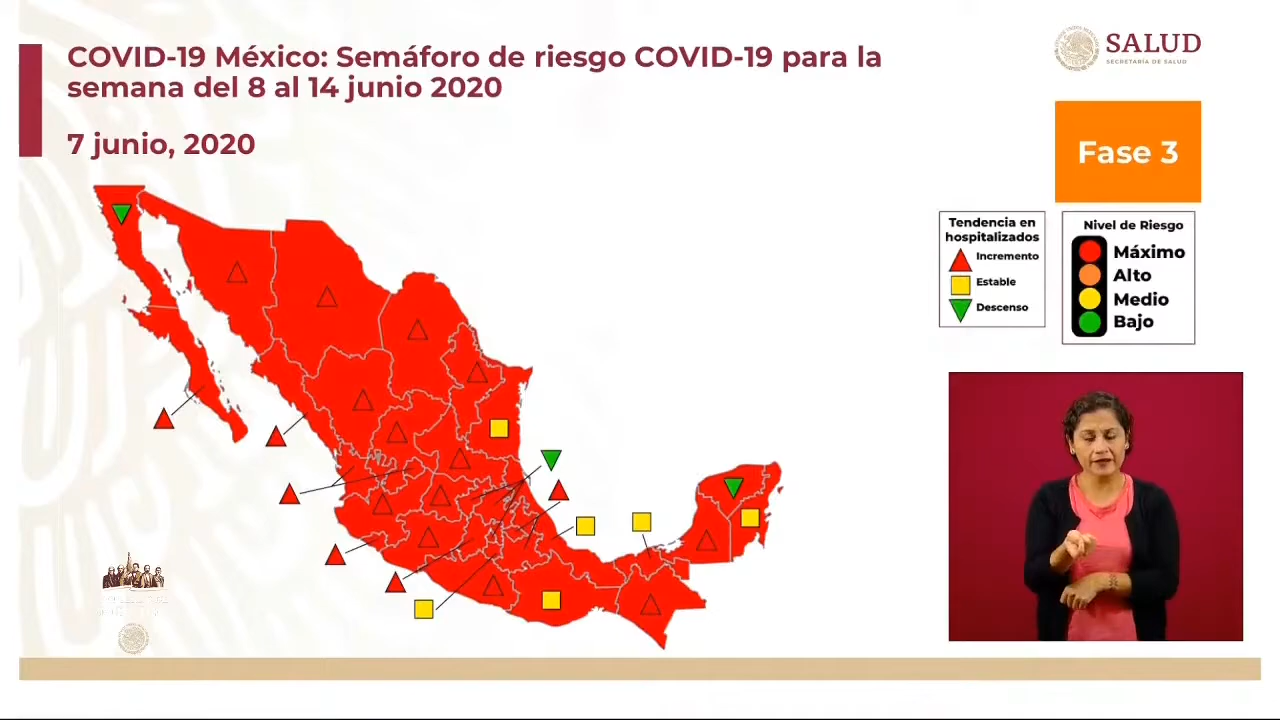 COVID-19 México: Semáforo de riesgo COVID-19 para la
semana del 8 al 14 junio 2020
7 junio, 2020
SALUD
SECRETARÍA DE SALUD
Fase 3
Tendencia en
hospitalizados
Incremento
Estable
Descenso
Nivel de Riesgo
Máximo
Alto
Medio
Bajo